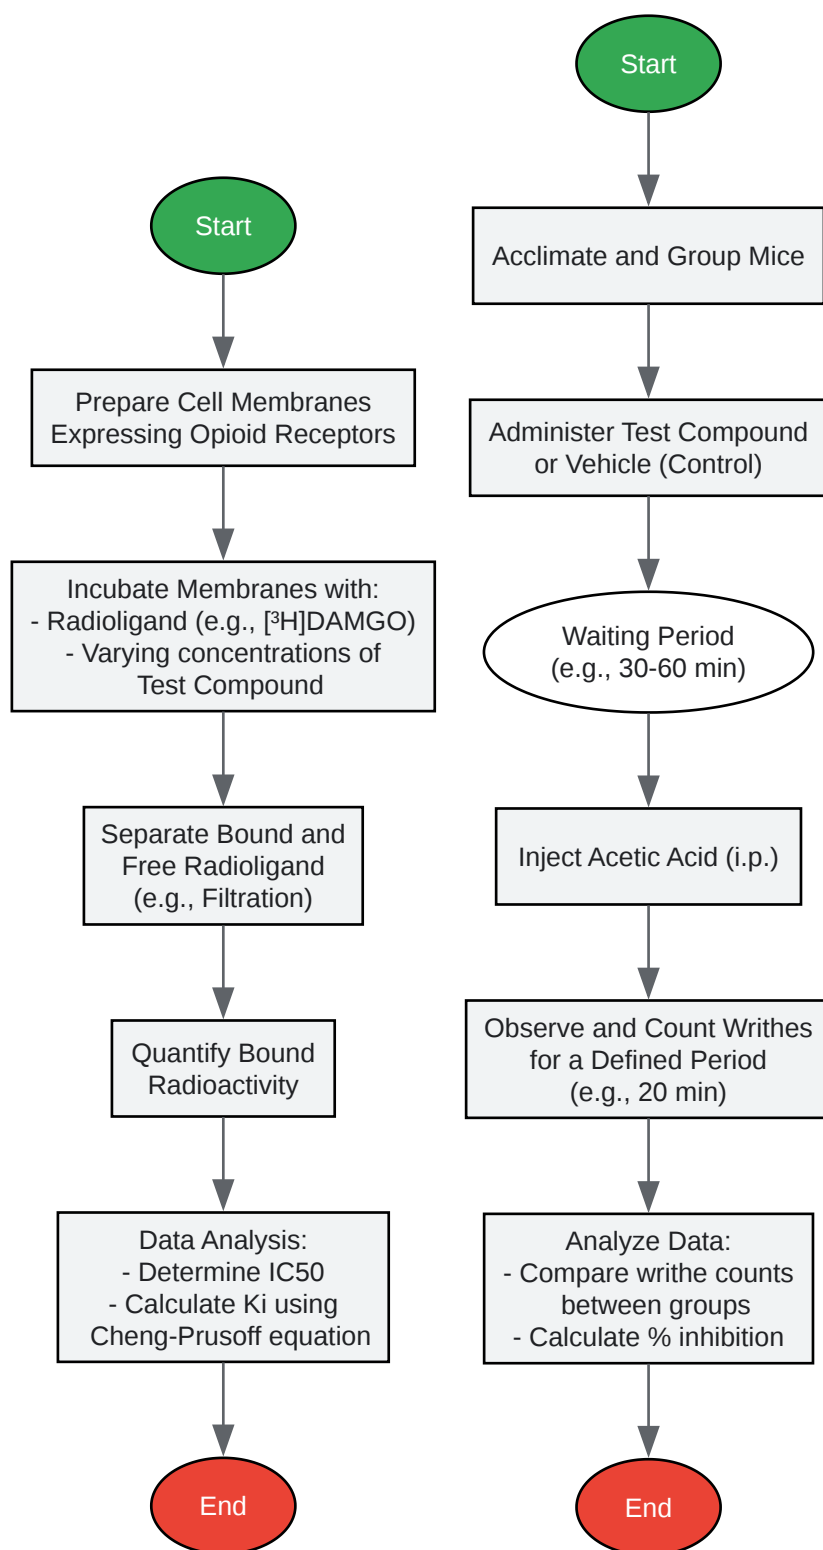 Start
Prepare Cell Membranes
Expressing Opioid Receptors
Incubate Membranes with:
- Radioligand (e.g., [³H]DAMGO)
- Varying concentrations of
Test Compound
Separate Bound and
Free Radioligand
(e.g., Filtration)
Quantify Bound
Radioactivity
Data Analysis:
- Determine IC50
- Calculate Ki using
Cheng-Prusoff equation
End
Start
Acclimate and Group Mice
Administer Test Compound
or Vehicle (Control)
Waiting Period
(e.g., 30-60 min)
Inject Acetic Acid (i.p.)
Observe and Count Writhes
for a Defined Period
(e.g., 20 min)
Analyze Data:
- Compare writhe counts
between groups
- Calculate % inhibition
End